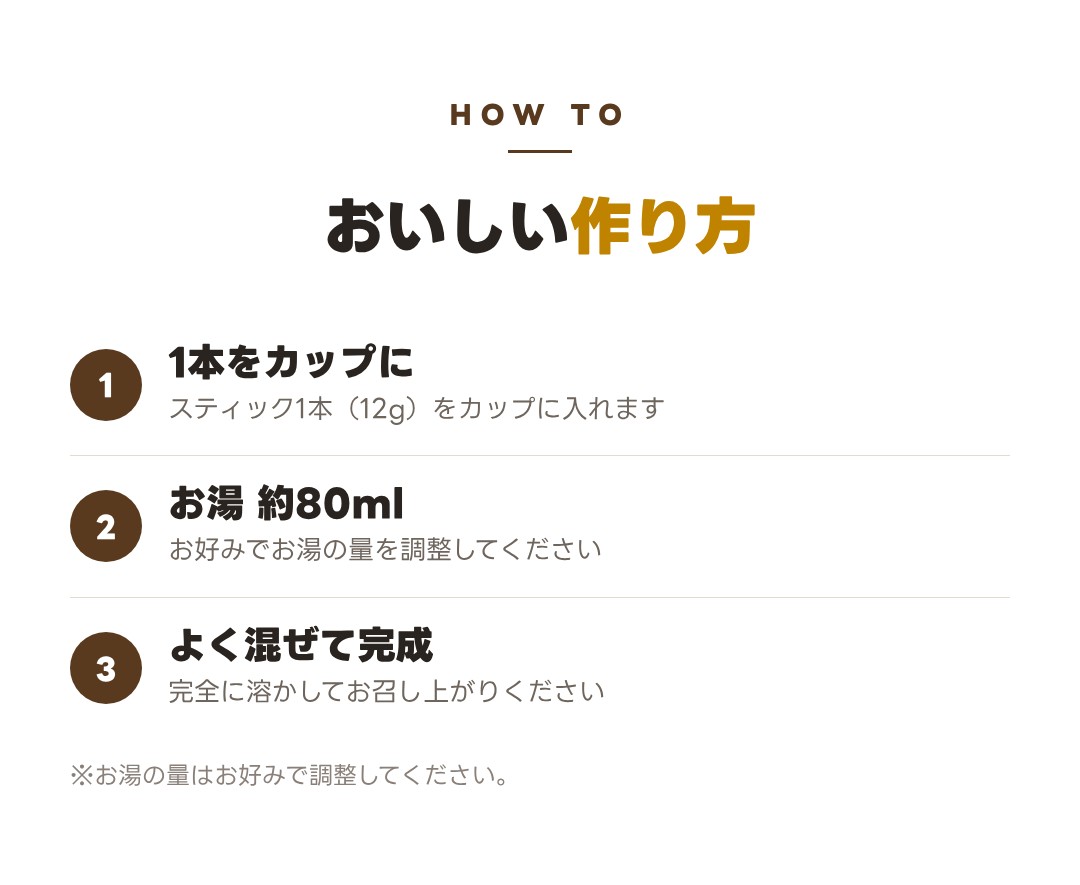 HOW TO
おいしい作り方
1
1本をカップに
スティック1本（12g）をカップに入れます
2
お湯 約80ml
お好みでお湯の量を調整してください
3
よく混ぜて完成
完全に溶かしてお召し上がりください
※お湯の量はお好みで調整してください。